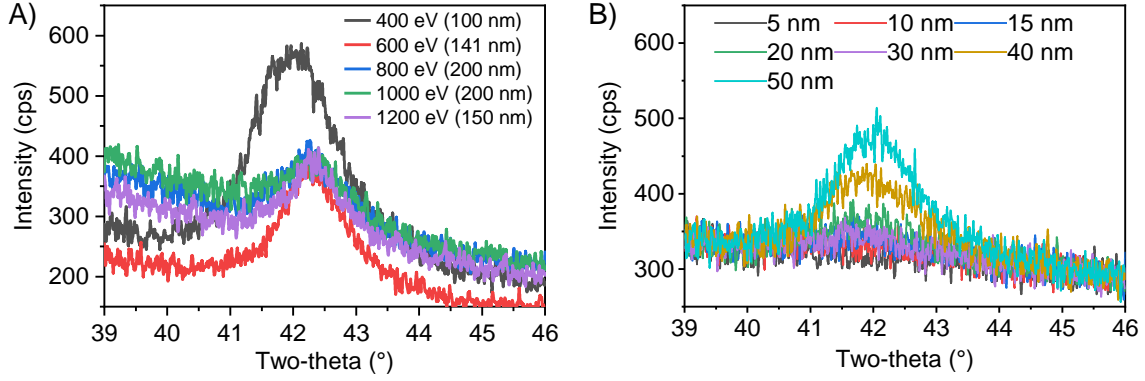 A)
400 eV (100 nm)
600 eV (141 nm)
800 eV (200 nm)
1000 eV (200 nm)
1200 eV (150 nm)
600
500
400
300
200
Intensity (cps)
39 40 41 42 43 44 45 46
Two-theta (°)
B)
5 nm 10 nm 15 nm
20 nm 30 nm 40 nm
50 nm
600
500
400
300
Intensity (cps)
39 40 41 42 43 44 45 46
Two-theta (°)